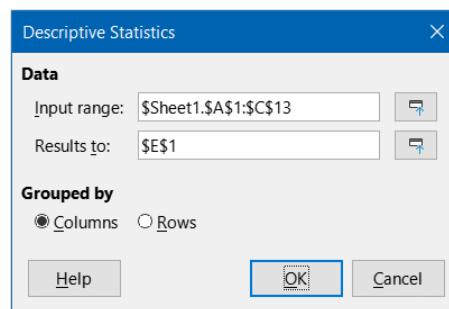 Descriptive Statistics
Data
Input range: $Sheet1.$A$1:$C$13
Results to: $E$1
Grouped by
Columns Rows
Help OK Cancel